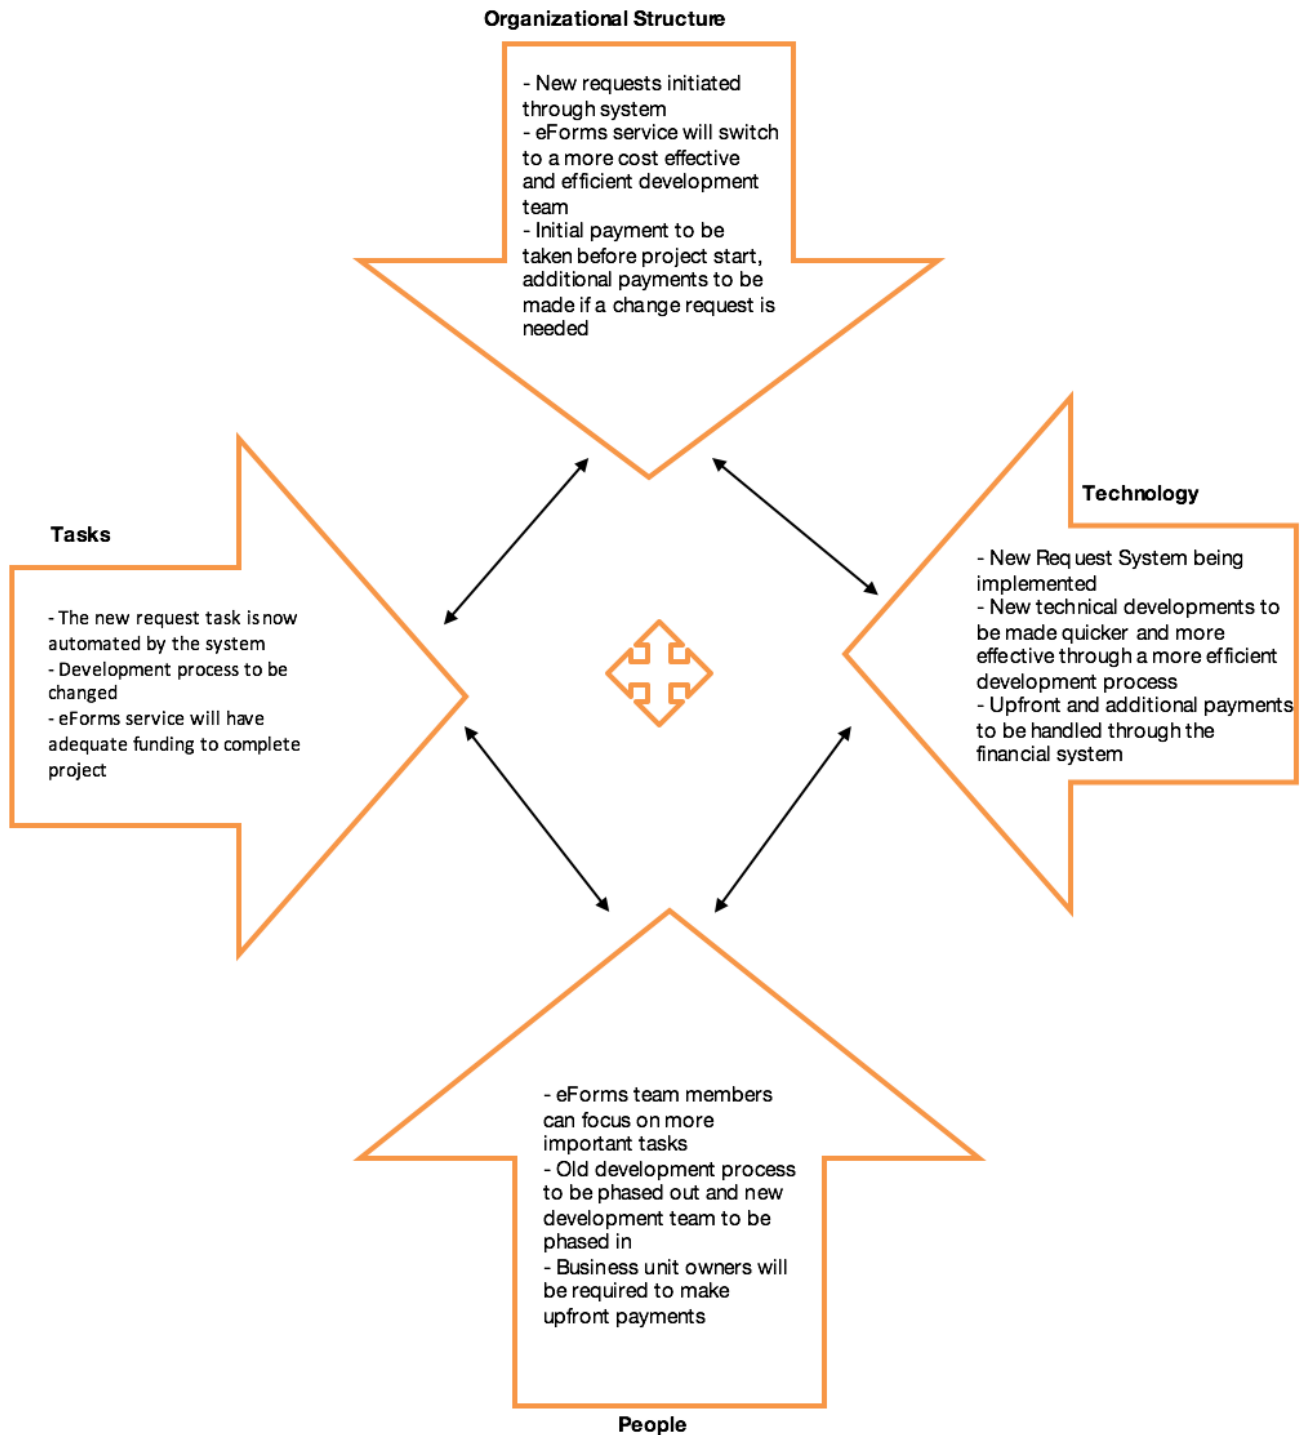 Organizational Structure
- New requests initiated
through system
- eForms service will switch
to a more cost effective
and efficient development
team
- Initial payment to be
taken before project start,
additional payments to be
made if a change request is
needed
Tasks
- The new request task is now
automated by the system
- Development process to be
changed
- eForms service will have
adequate funding to complete
project
Technology
- New Request System being
implemented
- New technical developments to
be made quicker and more
effective through a more efficient
development process
- Upfront and additional payments
to be handled through the
financial system
- eForms team members
can focus on more
important tasks
- Old development process
to be phased out and new
development team to be
phased in
- Business unit owners will
be required to make
upfront payments
People